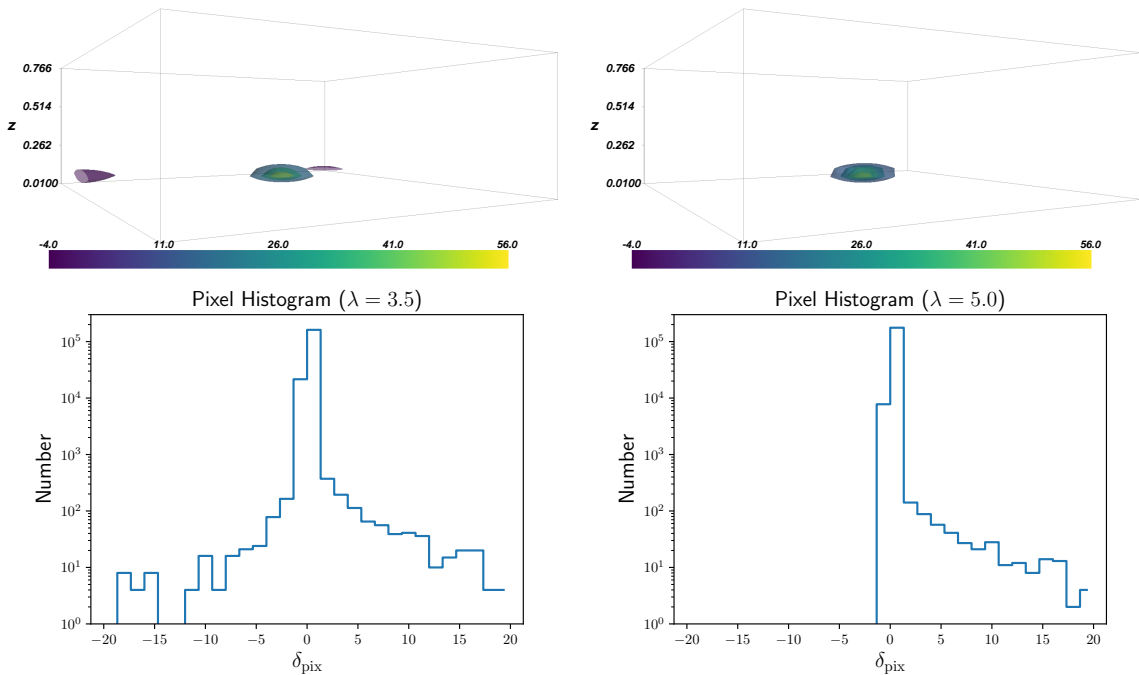 0.766
0.514
z
0.262
0.0100
-4.0 11.0 26.0 41.0 56.0
0.766
0.514
z
0.262
0.0100
-4.0 11.0 26.0 41.0 56.0
Pixel Histogram (λ = 3.5)
10^5
10^4
10^3
10^2
10^1
10^0
Number
−20 −15 −10 −5 0 5 10 15 20
δ_pix
Pixel Histogram (λ = 5.0)
10^5
10^4
10^3
10^2
10^1
10^0
Number
−20 −15 −10 −5 0 5 10 15 20
δ_pix